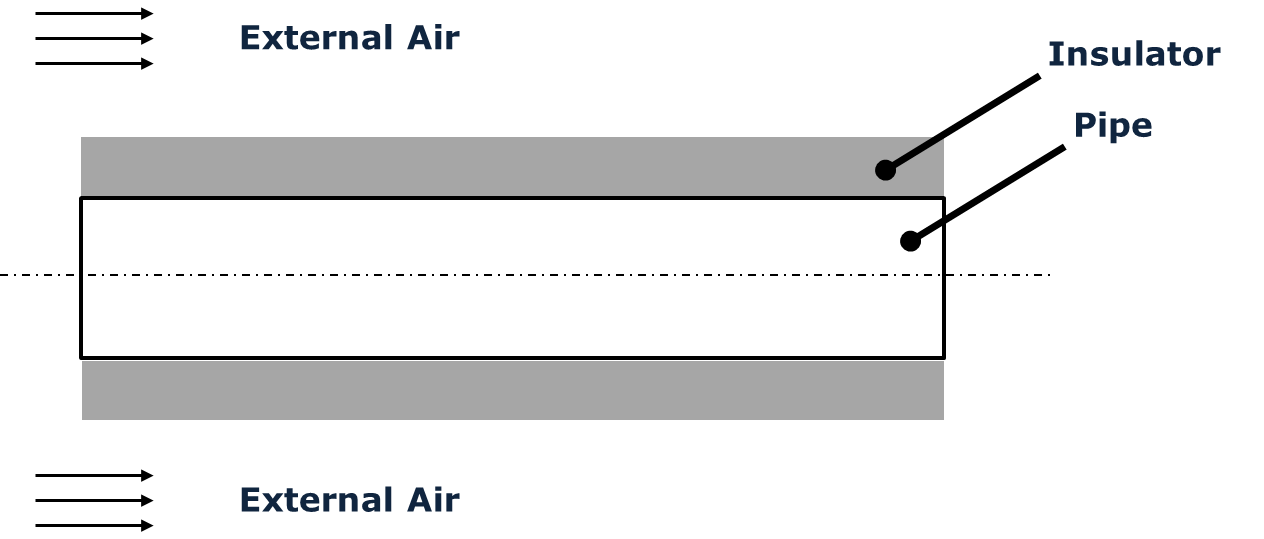 External Air
Insulator
Pipe
External Air